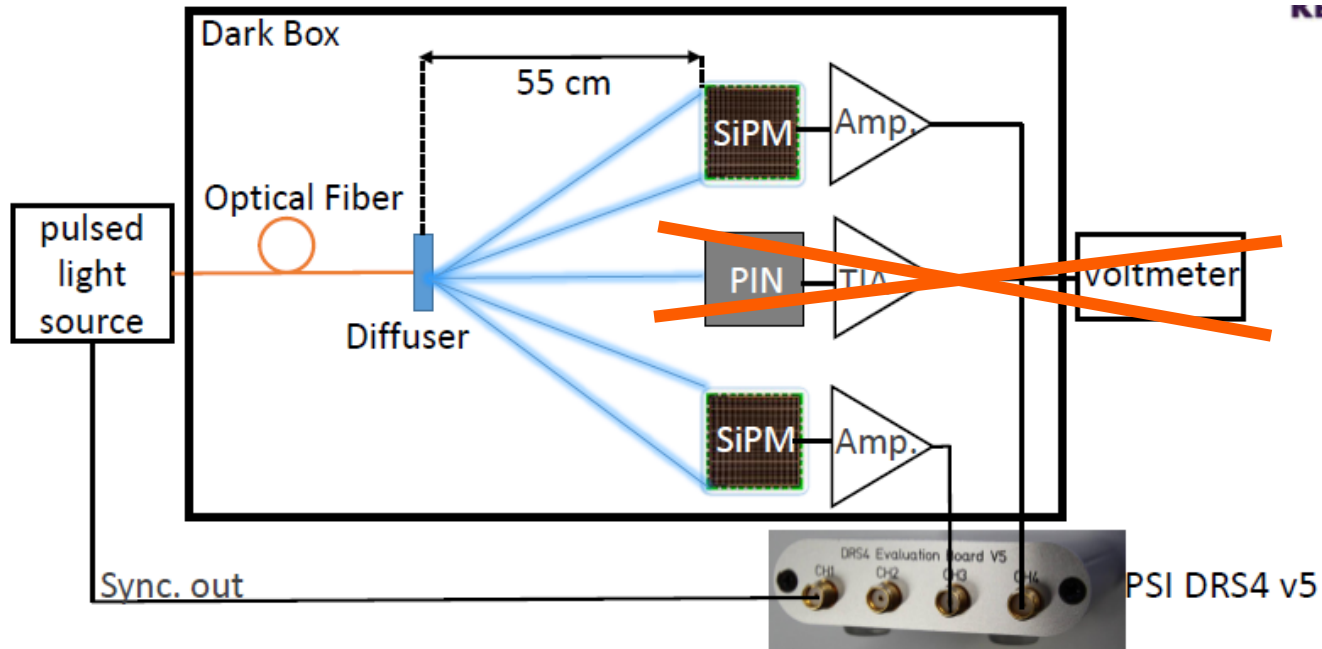 Dark Box
55 cm
SiPM
Amp.
Optical Fiber
pulsed
light
source
PIN
TIA
voltmeter
Diffuser
SiPM
Amp.
DRS4 Evaluation Board V5
CH1 CH2 CH3 CH4
Sync. out
PSI DRS4 v5